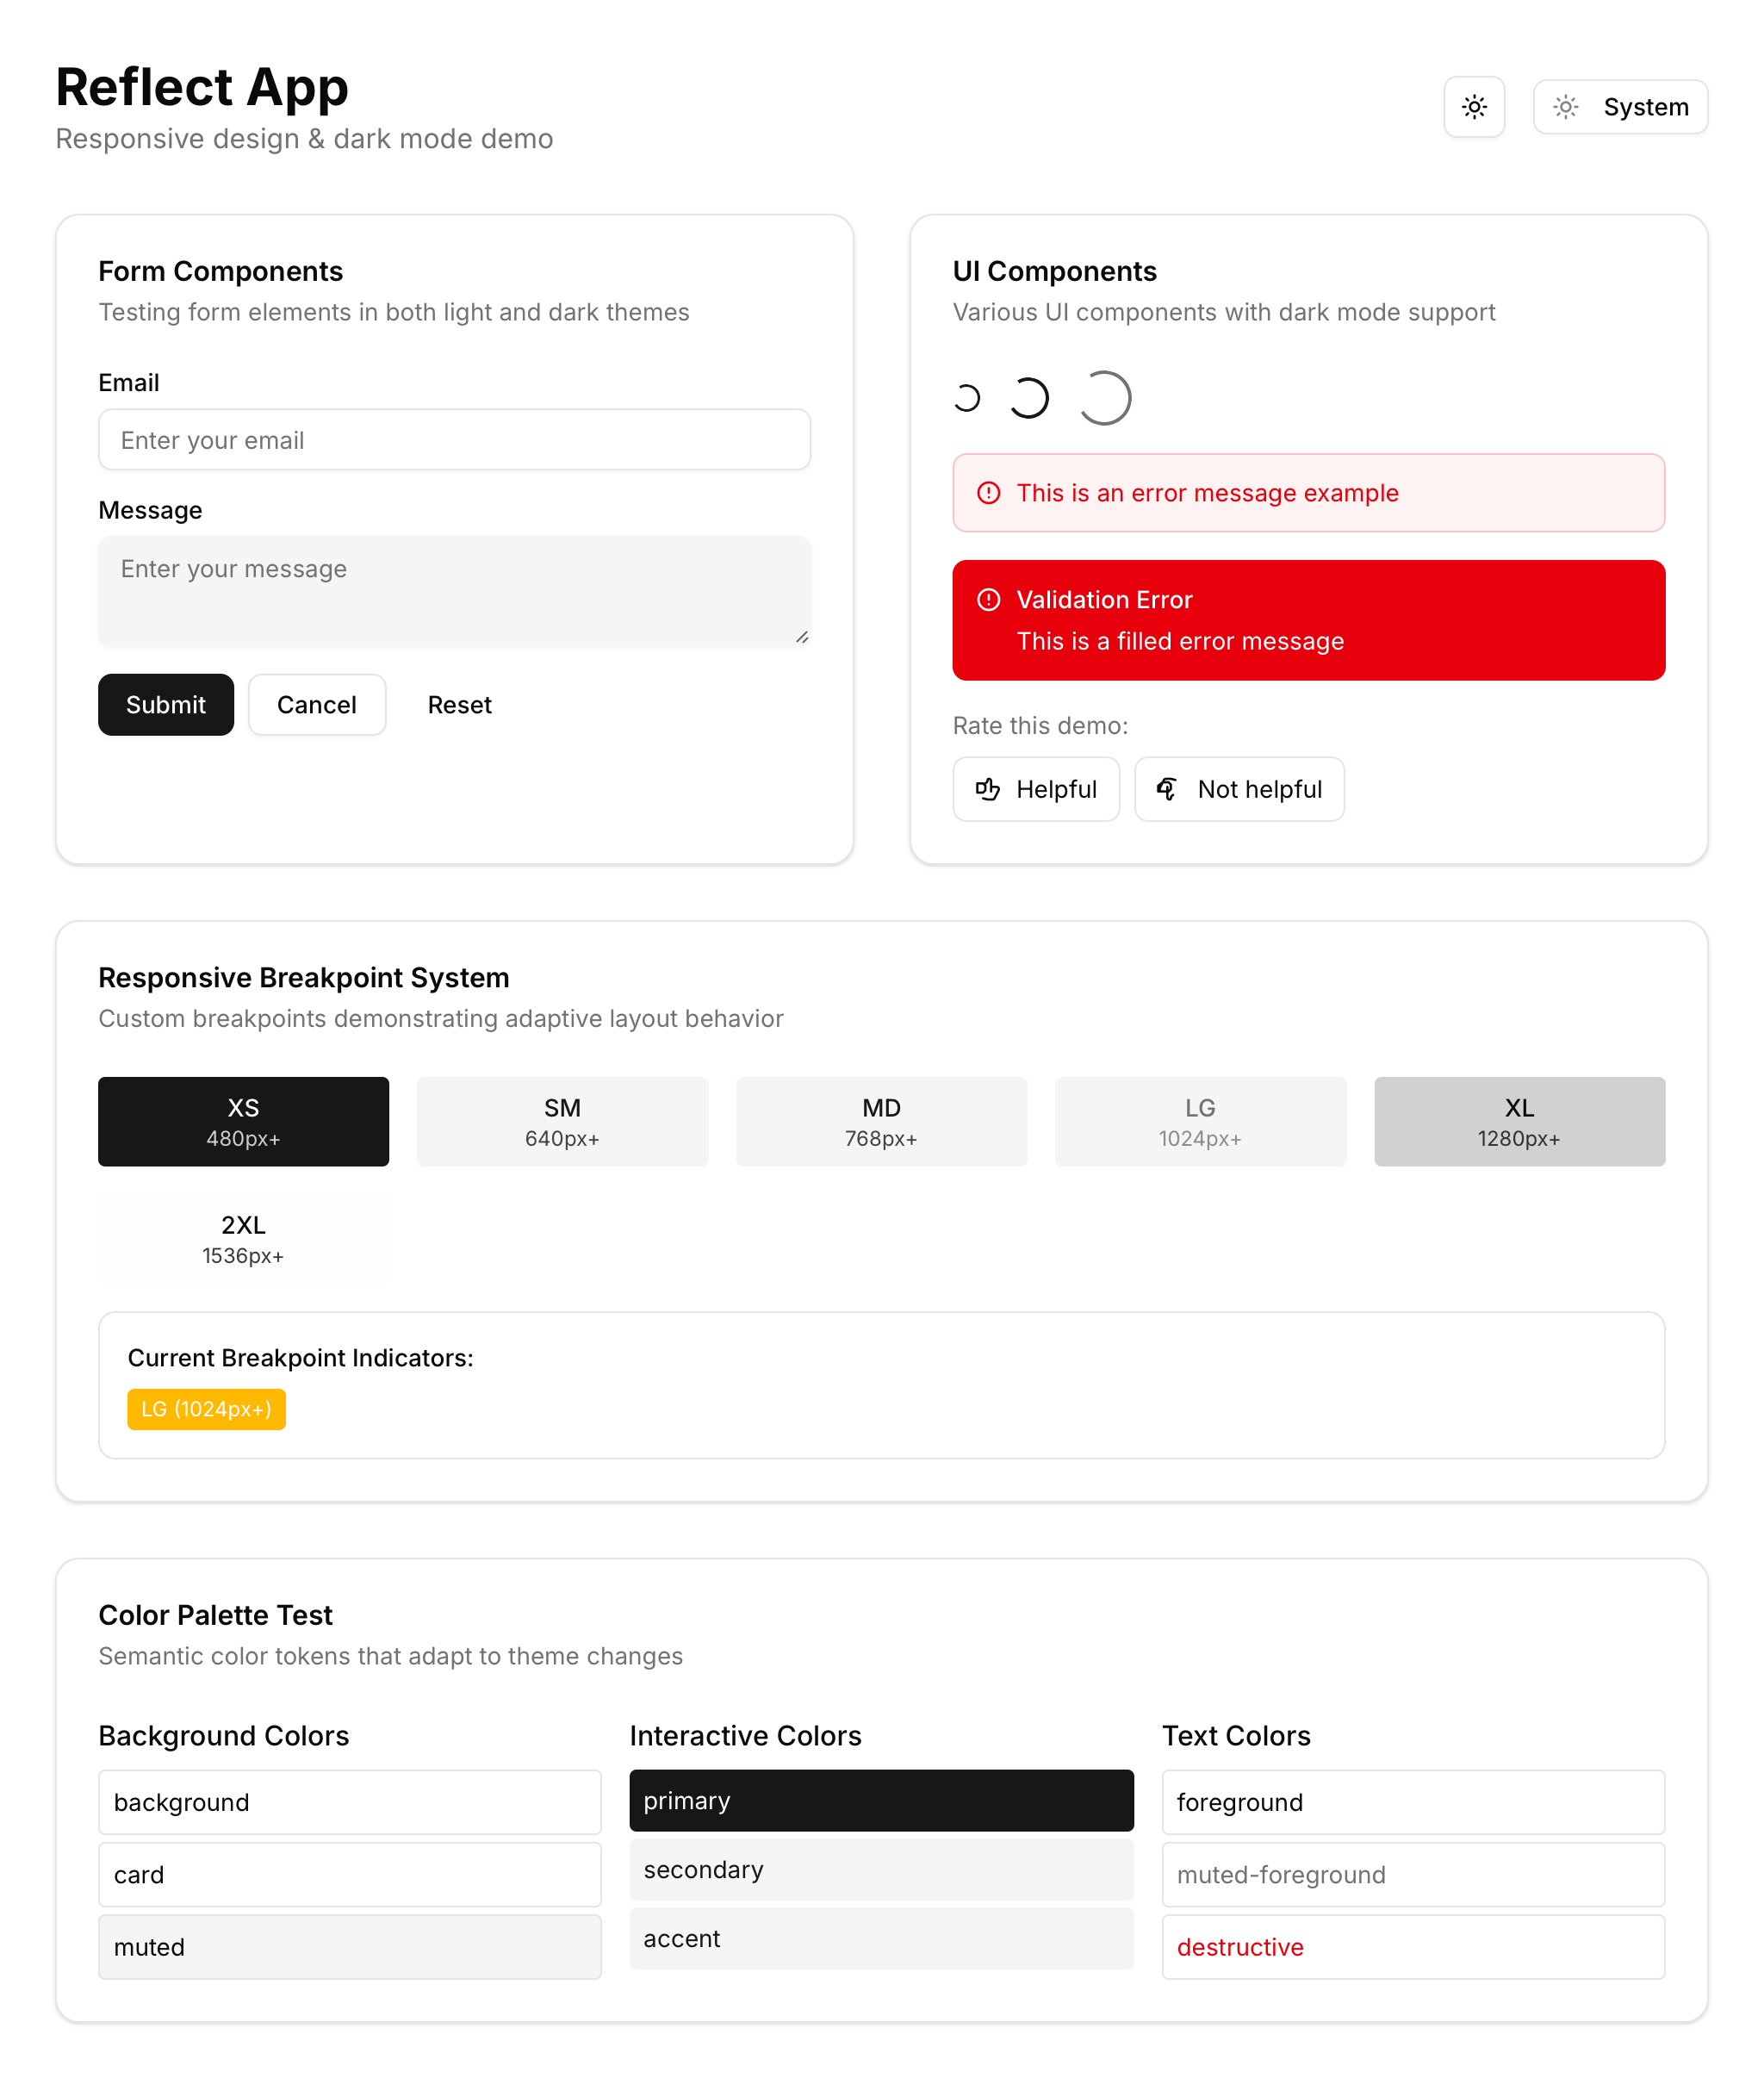 Reflect App
Responsive design & dark mode demo
System
Form Components
Testing form elements in both light and dark themes
Email
Enter your email
Message
Enter your message
Submit
Cancel
Reset
UI Components
Various UI components with dark mode support
This is an error message example
Validation Error
This is a filled error message
Rate this demo:
Helpful
Not helpful
Responsive Breakpoint System
Custom breakpoints demonstrating adaptive layout behavior
XS
480px+
SM
640px+
MD
768px+
LG
1024px+
XL
1280px+
2XL
1536px+
Current Breakpoint Indicators:
LG (1024px+)
Color Palette Test
Semantic color tokens that adapt to theme changes
Background Colors
background
card
muted
Interactive Colors
primary
secondary
accent
Text Colors
foreground
muted-foreground
destructive